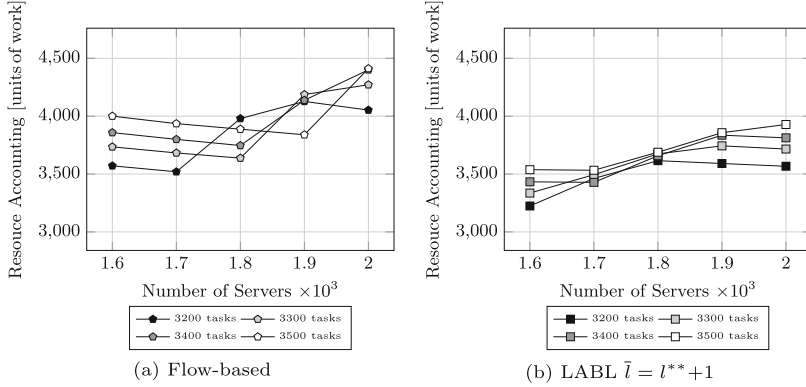 Resouce Accounting [units of work]
4,500
4,000
3,500
3,000
1.6 1.7 1.8 1.9 2
Number of Servers ×10³
3200 tasks 3300 tasks
3400 tasks 3500 tasks
(a) Flow-based
Resouce Accounting [units of work]
4,500
4,000
3,500
3,000
1.6 1.7 1.8 1.9 2
Number of Servers ×10³
3200 tasks 3300 tasks
3400 tasks 3500 tasks
(b) LABL l̄ = l**+1